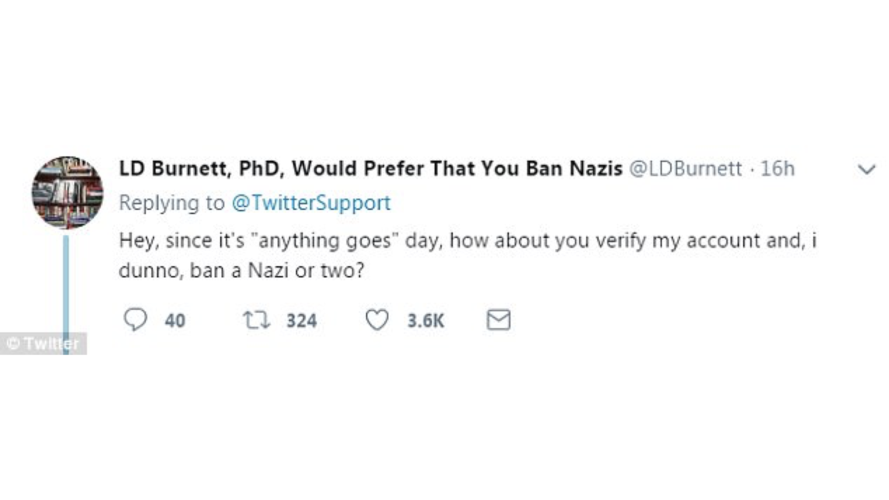 LD Burnett, PhD, Would Prefer That You Ban Nazis @LDBurnett · 16h
Replying to @TwitterSupport
Hey, since it's "anything goes" day, how about you verify my account and, i
dunno, ban a Nazi or two?
40 324 3.6K
© Twitter